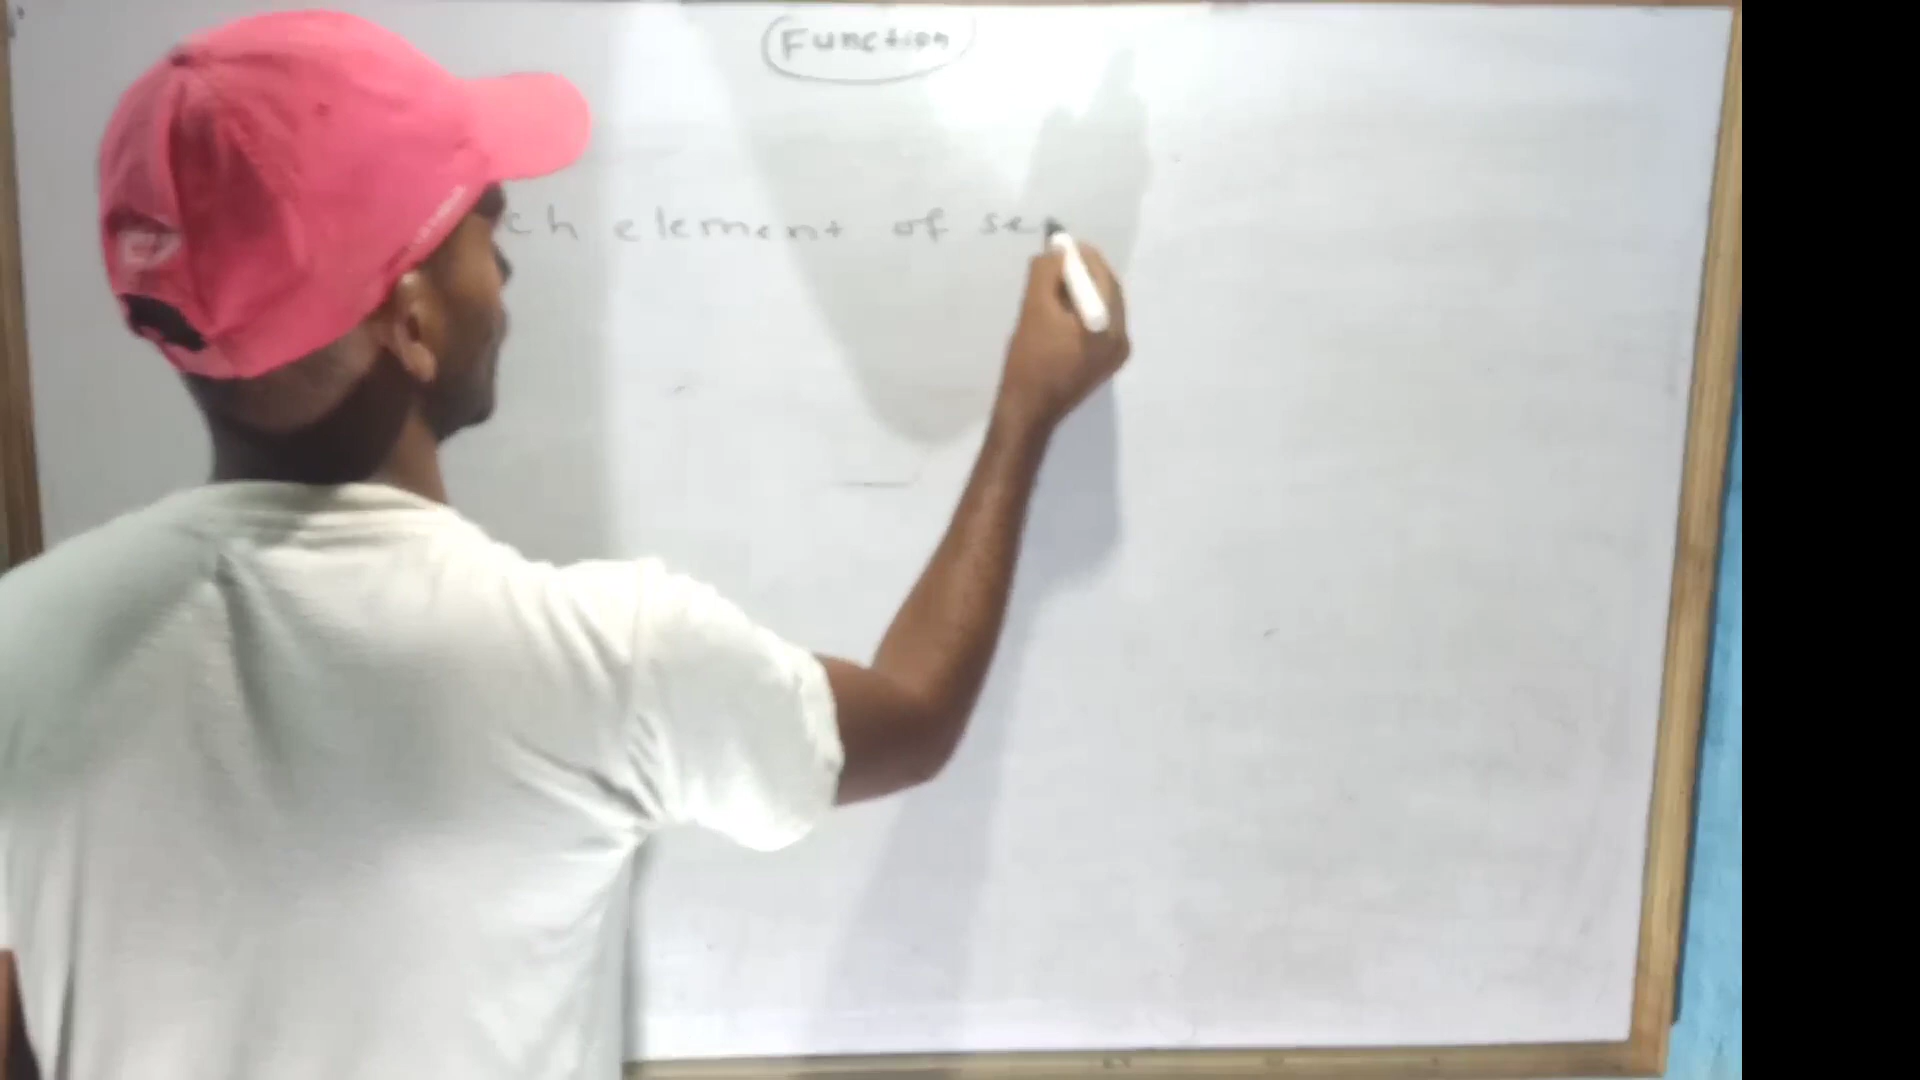 Function
ch element of se